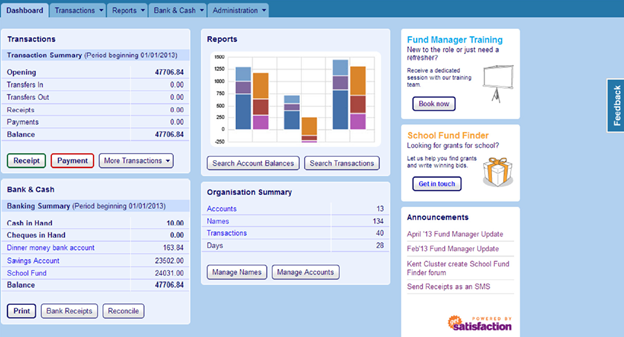 Dashboard Transactions Reports Bank & Cash Administration
Transactions
Transaction Summary (Period beginning 01/01/2013)
Opening 47706.84
Transfers In 0.00
Transfers Out 0.00
Receipts 0.00
Payments 0.00
Balance 47706.84
Receipt Payment More Transactions
Bank & Cash
Banking Summary (Period beginning 01/01/2013)
Cash in Hand 10.00
Cheques in Hand 0.00
Dinner money bank account 163.84
Savings Account 23502.00
School Fund 24031.00
Balance 47706.84
Print Bank Receipts Reconcile
Reports
1500
1250
1000
750
500
250
0
-250
Search Account Balances Search Transactions
Organisation Summary
Accounts 13
Names 134
Transactions 40
Days 28
Manage Names Manage Accounts
Fund Manager Training
New to the role or just need a
refresher?
Receive a dedicated
session with our training
team.
Book now
School Fund Finder
Looking for grants for school?
Let us help you find grants
and write winning bids.
Get in touch
Announcements
April '13 Fund Manager Update
Feb'13 Fund Manager Update
Kent Cluster create School Fund
Finder forum
Send Receipts as an SMS
POWERED BY
get satisfaction
Feedback